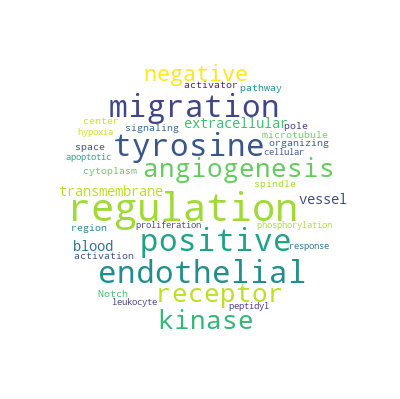 negative
activator
pathway
migration
center
extracellular
pole
hypoxia
signaling
microtubule
tyrosine
space
organizing
apoptotic
cellular
angiogenesis
cytoplasm
transmembrane
spindle
regulation
vessel
region
proliferation
phosphorylation
positive
blood
response
activation
endothelial
Notch
receptor
leukocyte
peptidyl
kinase